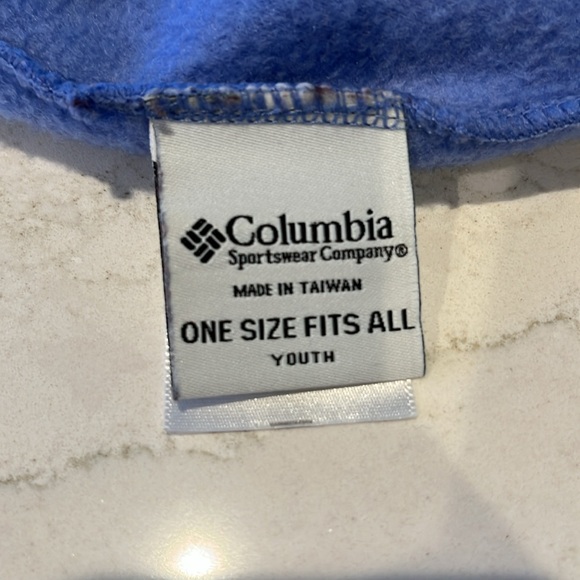 Columbia
Sportswear Company®
MADE IN TAIWAN
ONE SIZE FITS ALL
YOUTH